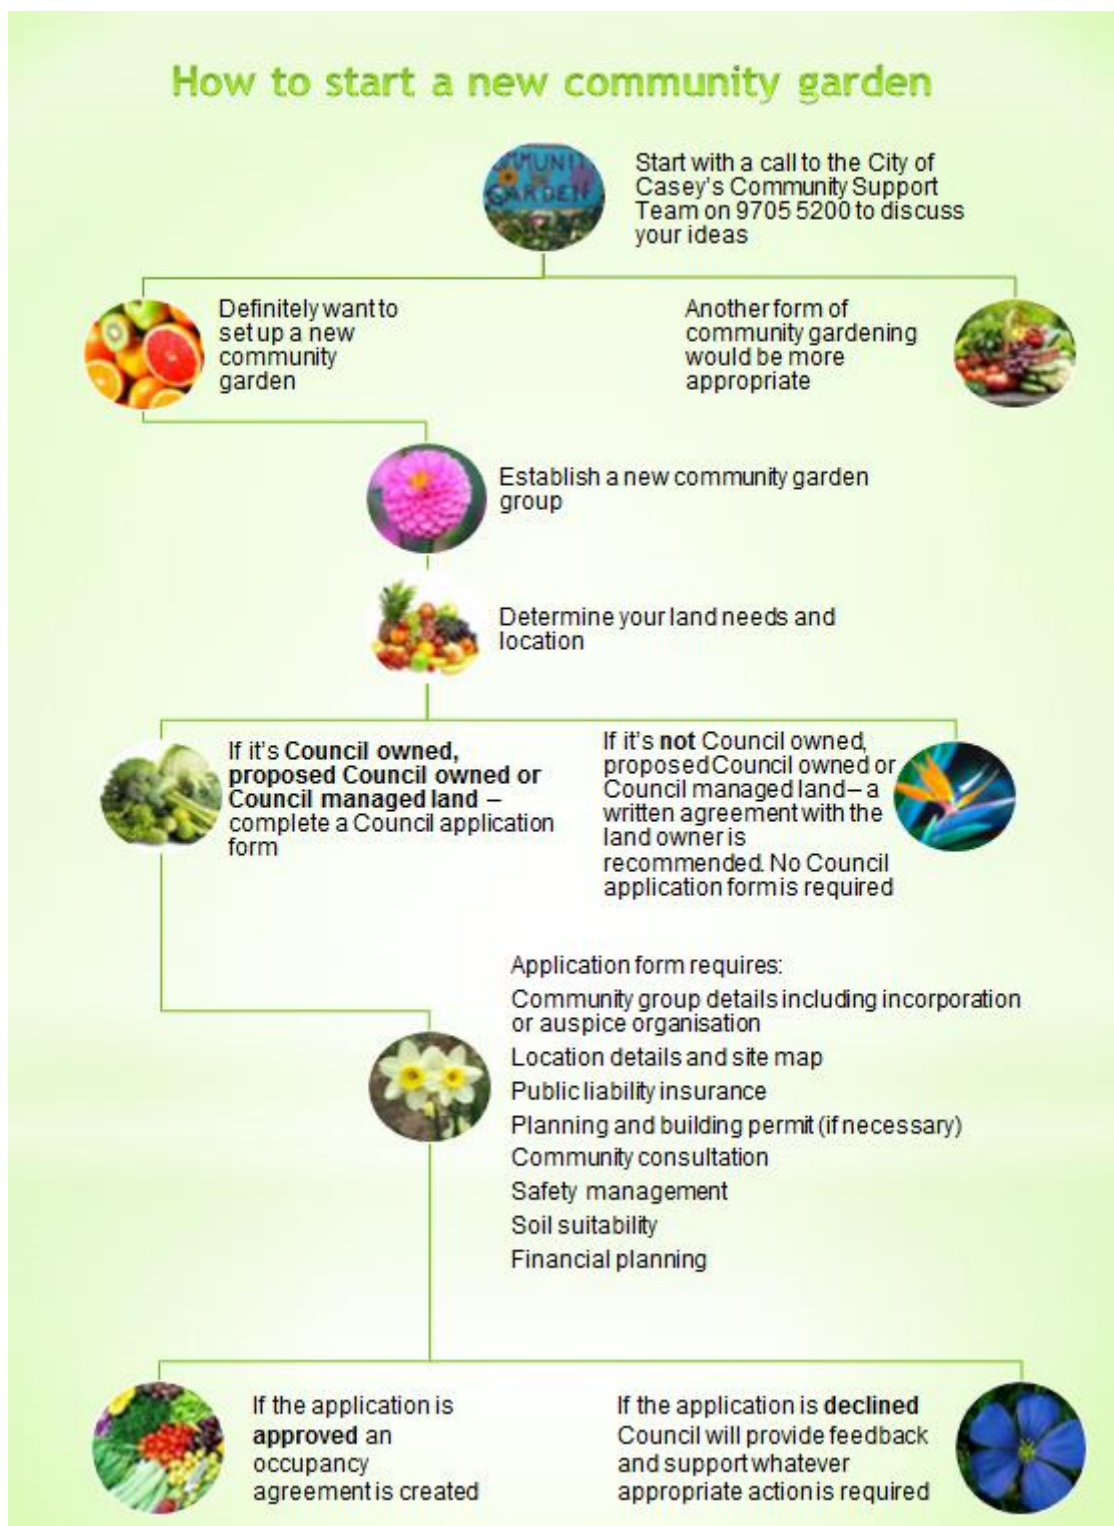 How to start a new community garden
COMMUNIT
GARDEN
Start with a call to the City of
Casey's Community Support
Team on 9705 5200 to discuss
your ideas
Definitely want to
set up a new
community
garden
Another form of
community gardening
would be more
appropriate
Establish a new community garden
group
Determine your land needs and
location
If it's Council owned,
proposed Council owned or
Council managed land –
complete a Council application
form
If it's not Council owned,
proposed Council owned or
Council managed land – a
written agreement with the
land owner is
recommended. No Council
application form is required
Application form requires:
Community group details including incorporation
or auspice organisation
Location details and site map
Public liability insurance
Planning and building permit (if necessary)
Community consultation
Safety management
Soil suitability
Financial planning
If the application is
approved an
occupancy
agreement is created
If the application is declined
Council will provide feedback
and support whatever
appropriate action is required